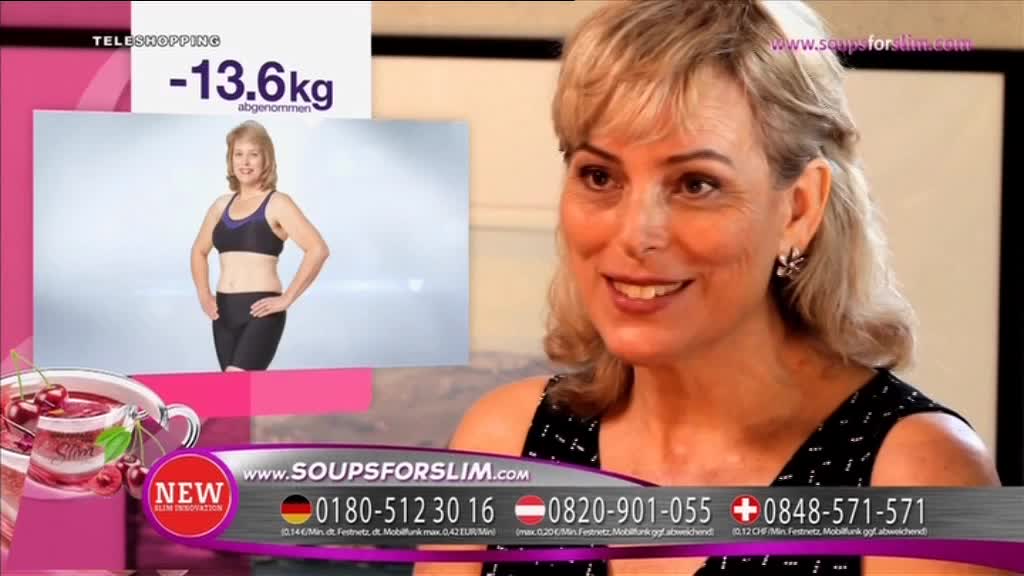 TELESHOPPING
www.soupsforslim.com
-13.6kg
abgenommen
Slim
www.SOUPSFORSLIM.com
NEW
SLIM INNOVATION
0180-512 30 16
(0,14 €/Min. dt. Festnetz, dt. Mobilfunk max. 0,42 EUR/Min)
0820-901-055
(max. 0,20 €/Min. Festnetz, Mobilfunk ggf. abweichend)
0848-571-571
(0,12 CHF/Min. Festnetz, Mobilfunk ggf. abweichend)